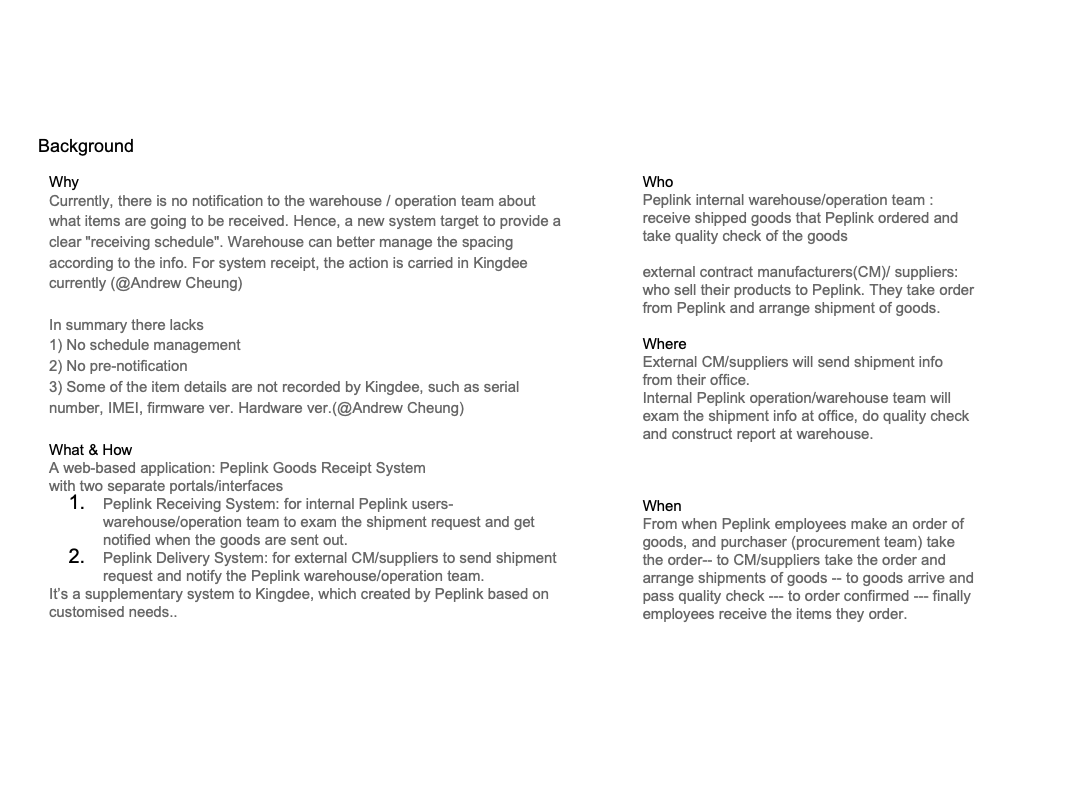 Background
Why
Currently, there is no notification to the warehouse / operation team about
what items are going to be received. Hence, a new system target to provide a
clear "receiving schedule". Warehouse can better manage the spacing
according to the info. For system receipt, the action is carried in Kingdee
currently (@Andrew Cheung)
In summary there lacks
1) No schedule management
2) No pre-notification
3) Some of the item details are not recorded by Kingdee, such as serial
number, IMEI, firmware ver. Hardware ver.(@Andrew Cheung)
What & How
A web-based application: Peplink Goods Receipt System
with two separate portals/interfaces
1. Peplink Receiving System: for internal Peplink users-
warehouse/operation team to exam the shipment request and get
notified when the goods are sent out.
2. Peplink Delivery System: for external CM/suppliers to send shipment
request and notify the Peplink warehouse/operation team.
It’s a supplementary system to Kingdee, which created by Peplink based on
customised needs..
Who
Peplink internal warehouse/operation team :
receive shipped goods that Peplink ordered and
take quality check of the goods
external contract manufacturers(CM)/ suppliers:
who sell their products to Peplink. They take order
from Peplink and arrange shipment of goods.
Where
External CM/suppliers will send shipment info
from their office.
Internal Peplink operation/warehouse team will
exam the shipment info at office, do quality check
and construct report at warehouse.
When
From when Peplink employees make an order of
goods, and purchaser (procurement team) take
the order-- to CM/suppliers take the order and
arrange shipments of goods -- to goods arrive and
pass quality check --- to order confirmed --- finally
employees receive the items they order.